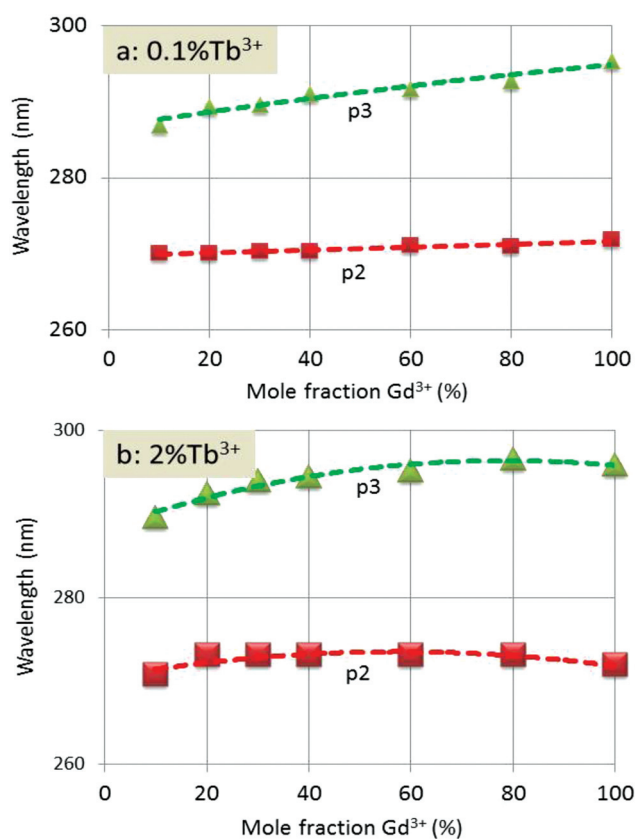 a: 0.1%Tb³⁺
Wavelength (nm)
300
280
260
p3
p2
0 20 40 60 80 100
Mole fraction Gd³⁺ (%)
b: 2%Tb³⁺
Wavelength (nm)
300
280
260
p3
p2
0 20 40 60 80 100
Mole fraction Gd³⁺ (%)